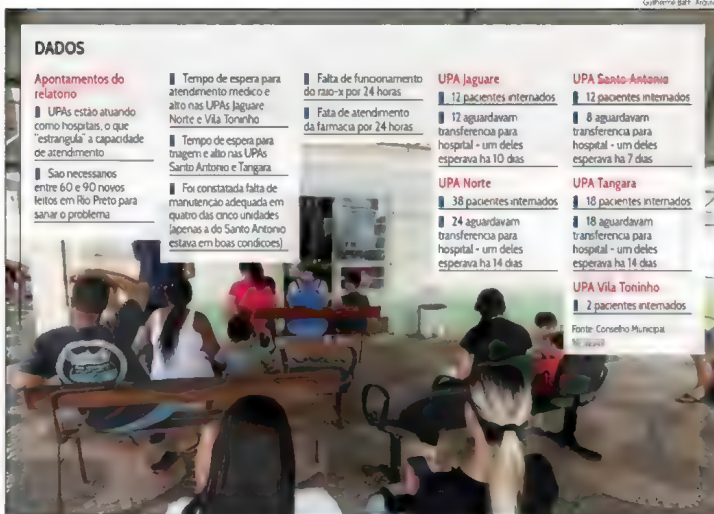 Guilherme Baff
DADOS
Apontamentos do
relatorio
UPAs estão atuando
como hospitais, o que
"estrangula" a capacidade
de atendimento
Sao necessarios
entre 60 e 90 novos
leitos em Rio Preto para
sanar o problema
Tempo de espera para
atendimento medico e
alto nas UPAs Jaguare
Norte e Vila Toninho
Tempo de espera para
triagem e alto nas UPAs
Santo Antonio e Tangara
Foi constatada falta de
manutenção adequada em
quatro das cinco unidades
(apenas a do Santo Antonio
estava em boas condicoes)
Falta de funcionamento
do raio-x por 24 horas
Fata de atendimento
da farmacia por 24 horas
UPA Jaguare
12 pacientes internados
12 aguardavam
transferencia para
hospital - um deles
esperava ha 10 dias
UPA Norte
38 pacientes internados
24 aguardavam
transferencia para
hospital - um deles
esperava ha 14 dias
UPA Santo Antonio
12 pacientes internados
8 aguardavam
transferencia para
hospital - um deles
esperava ha 7 dias
UPA Tangara
18 pacientes internados
18 aguardavam
transferencia para
hospital - um deles
esperava ha 14 dias
UPA Vila Toninho
2 pacientes internados
Fonte Conselho Municipal